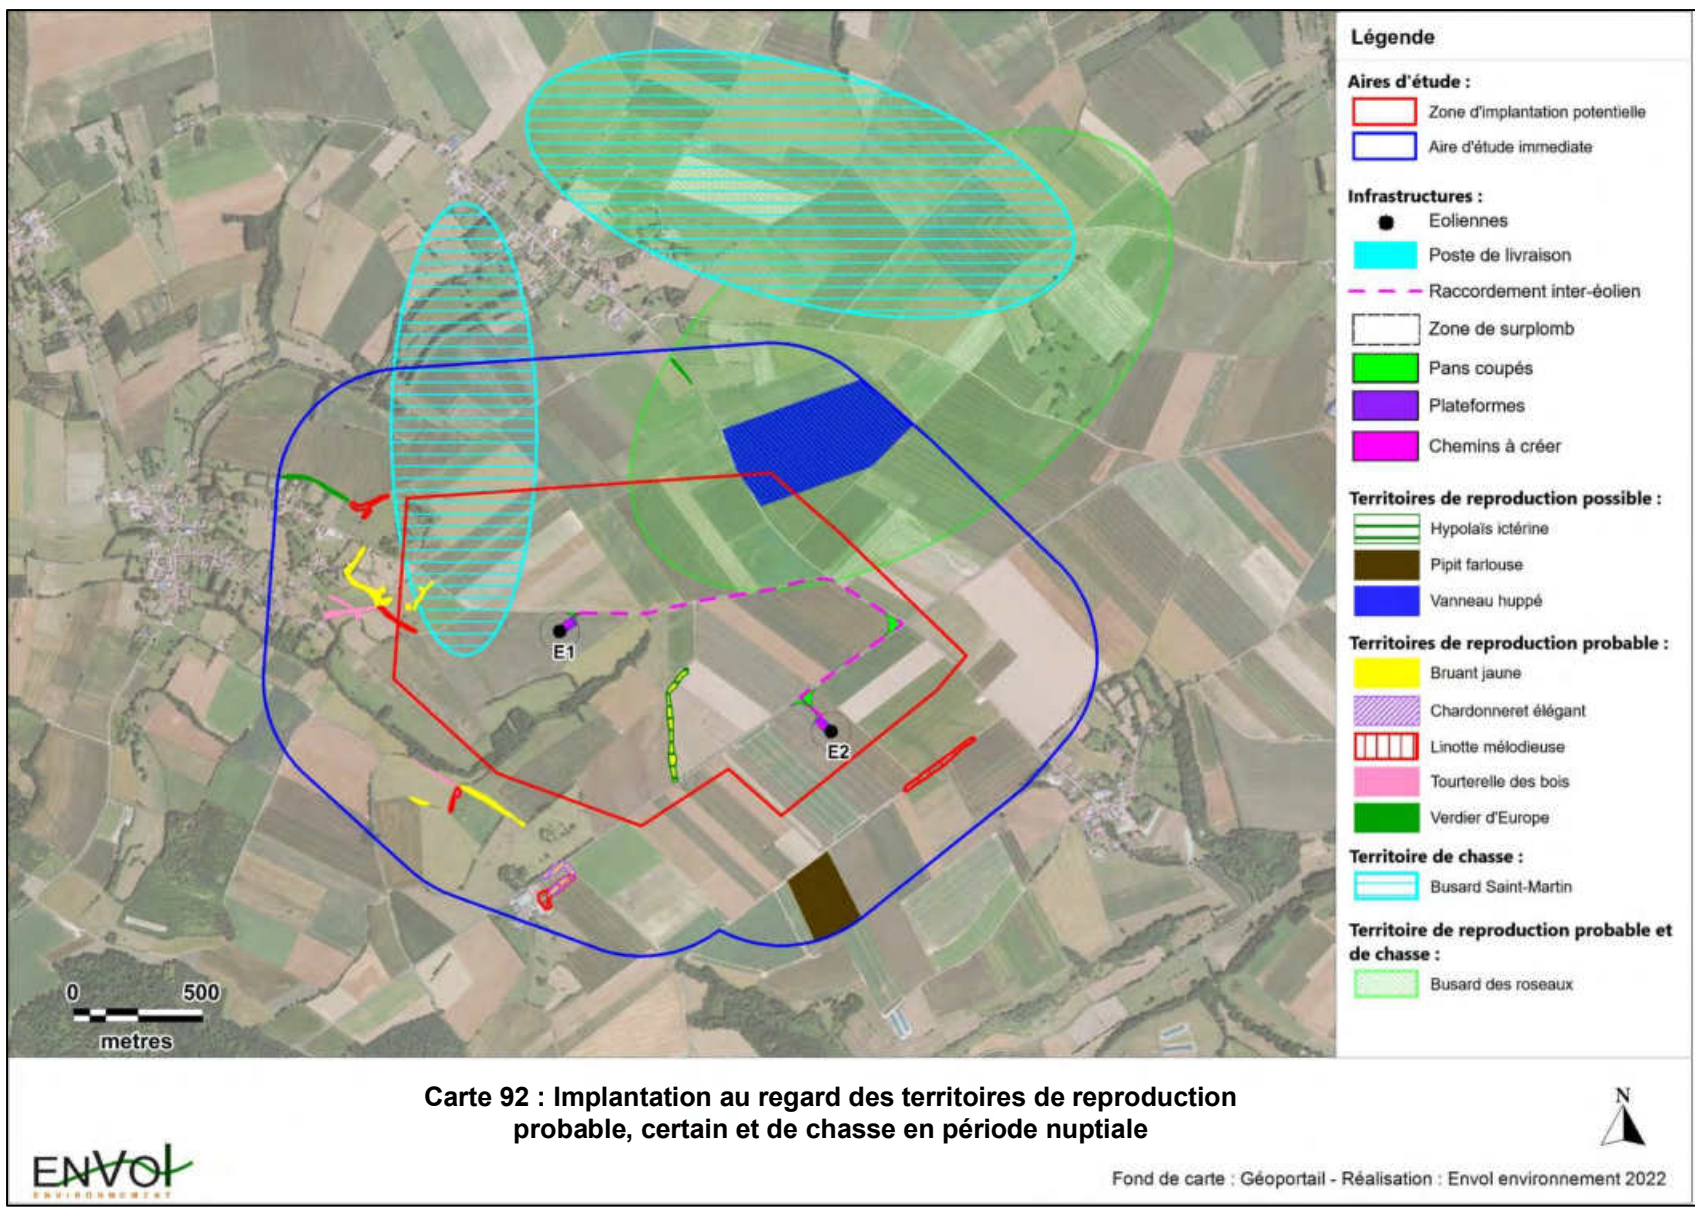 Légende
Aires d'étude :
Zone d'implantation potentielle
Aire d'étude immediate
Infrastructures :
Eoliennes
Poste de livraison
Raccordement inter-éolien
Zone de surplomb
Pans coupés
Plateformes
Chemins à créer
Territoires de reproduction possible :
Hypolaïs ictérine
Pipit farlouse
Vanneau huppé
Territoires de reproduction probable :
Bruant jaune
Chardonneret élégant
Linotte mélodieuse
Tourterelle des bois
Verdier d'Europe
Territoire de chasse :
Busard Saint-Martin
Territoire de reproduction probable et
de chasse :
Busard des roseaux
E1
E2
0 500
metres
Carte 92 : Implantation au regard des territoires de reproduction
probable, certain et de chasse en période nuptiale
N
ENVOL
ENVIRONNEMENT
Fond de carte : Géoportail - Réalisation : Envol environnement 2022